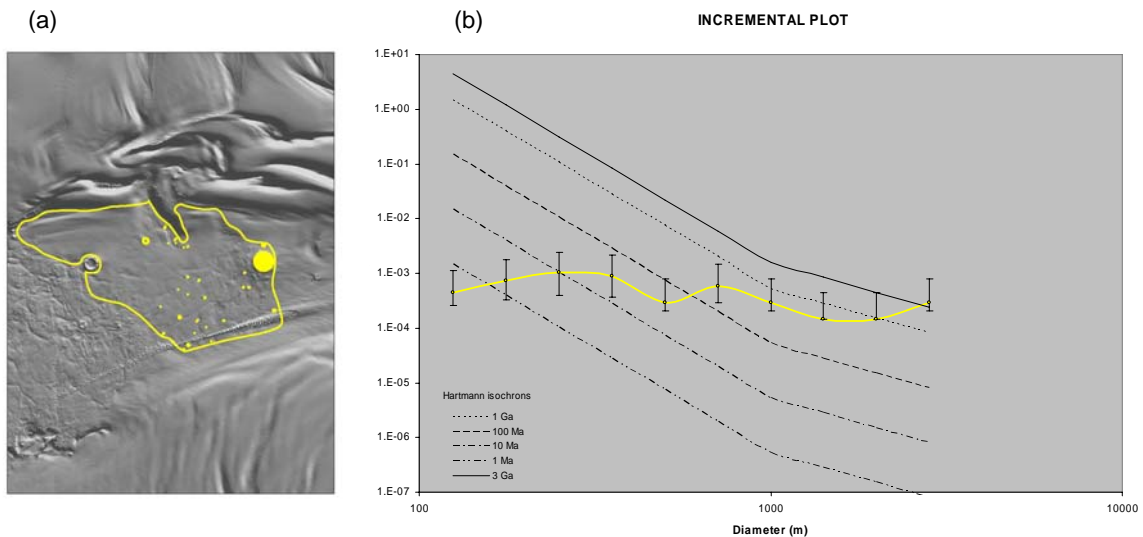 (a)
(b)
INCREMENTAL PLOT
1.E+01
1.E+00
1.E-01
1.E-02
1.E-03
1.E-04
1.E-05
1.E-06
1.E-07
Hartmann isochrons
1 Ga
100 Ma
10 Ma
1 Ma
3 Ga
100
1000
10000
Diameter (m)